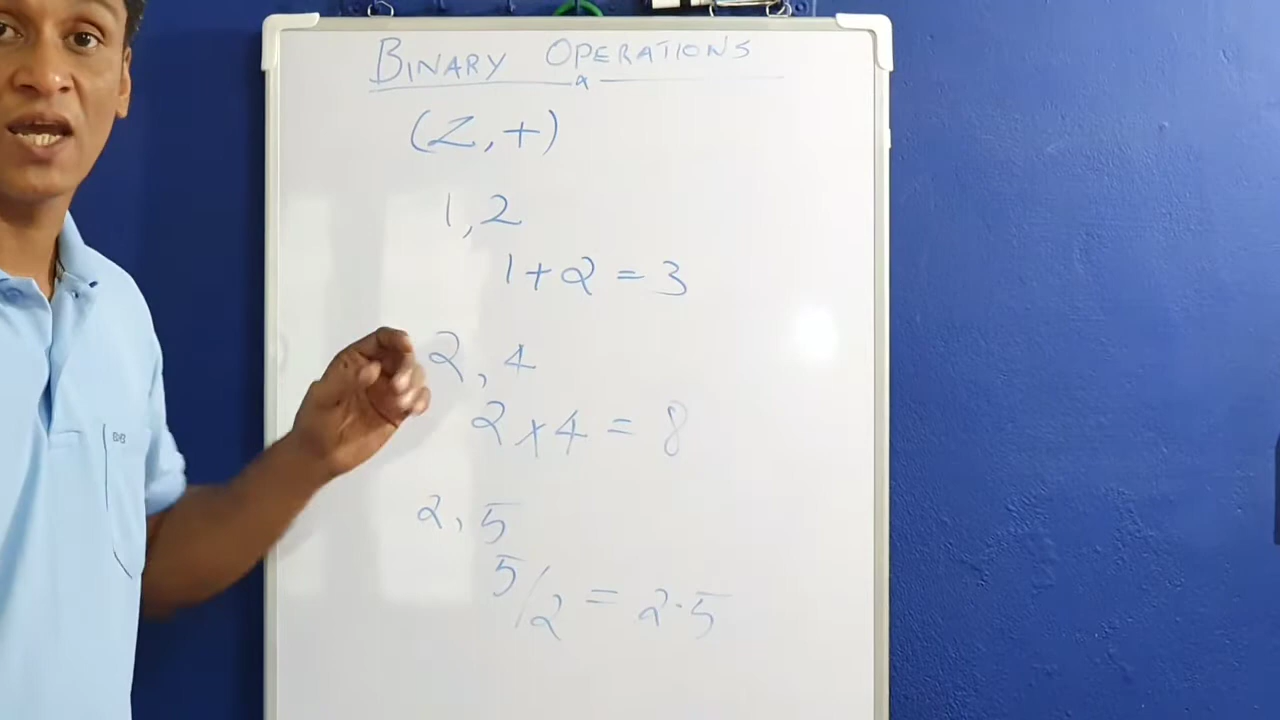 BINARY OPERATIONS
(Z, +)
1, 2
1 + 2 = 3
2, 4
2 x 4 = 8
2, 5
5/2 = 2.5